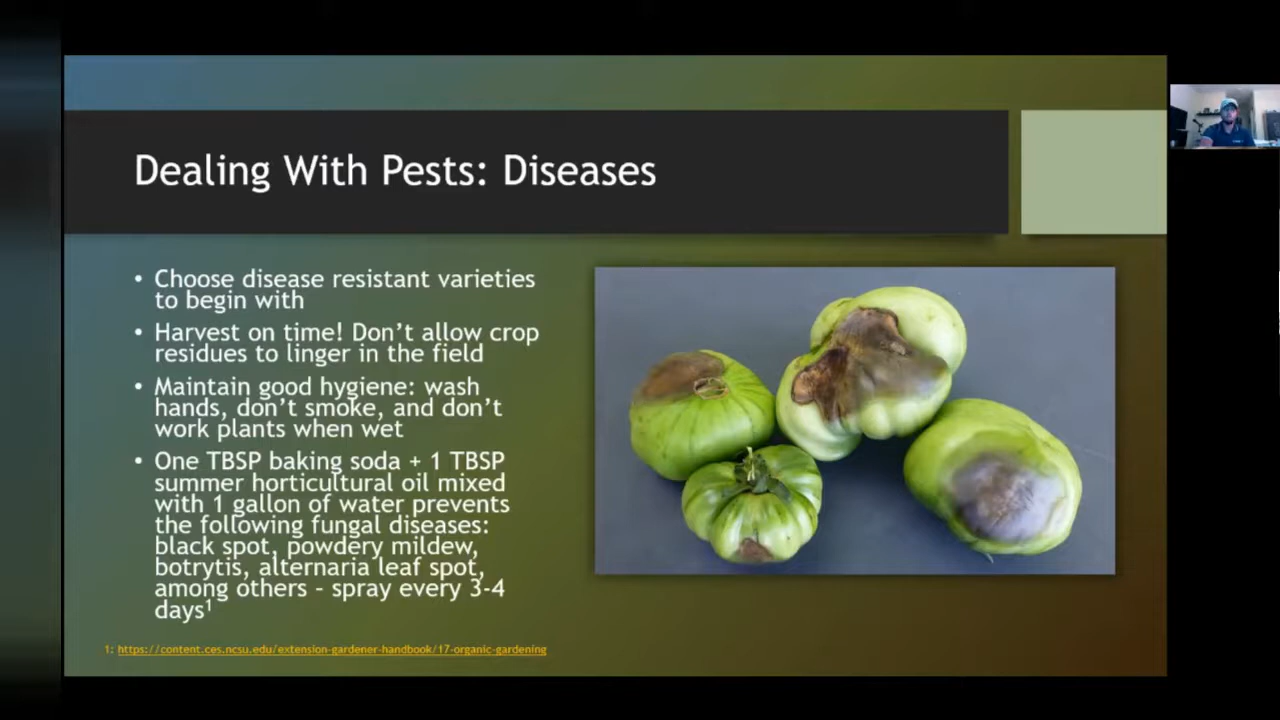 Dealing With Pests: Diseases
• Choose disease resistant varieties
to begin with
• Harvest on time! Don’t allow crop
residues to linger in the field
• Maintain good hygiene: wash
hands, don’t smoke, and don’t
work plants when wet
• One TBSP baking soda + 1 TBSP
summer horticultural oil mixed
with 1 gallon of water prevents
the following fungal diseases:
black spot, powdery mildew,
botrytis, alternaria leaf spot,
among others – spray every 3-4
days¹
1: https://content.ces.ncsu.edu/extension-gardener-handbook/17-organic-gardening